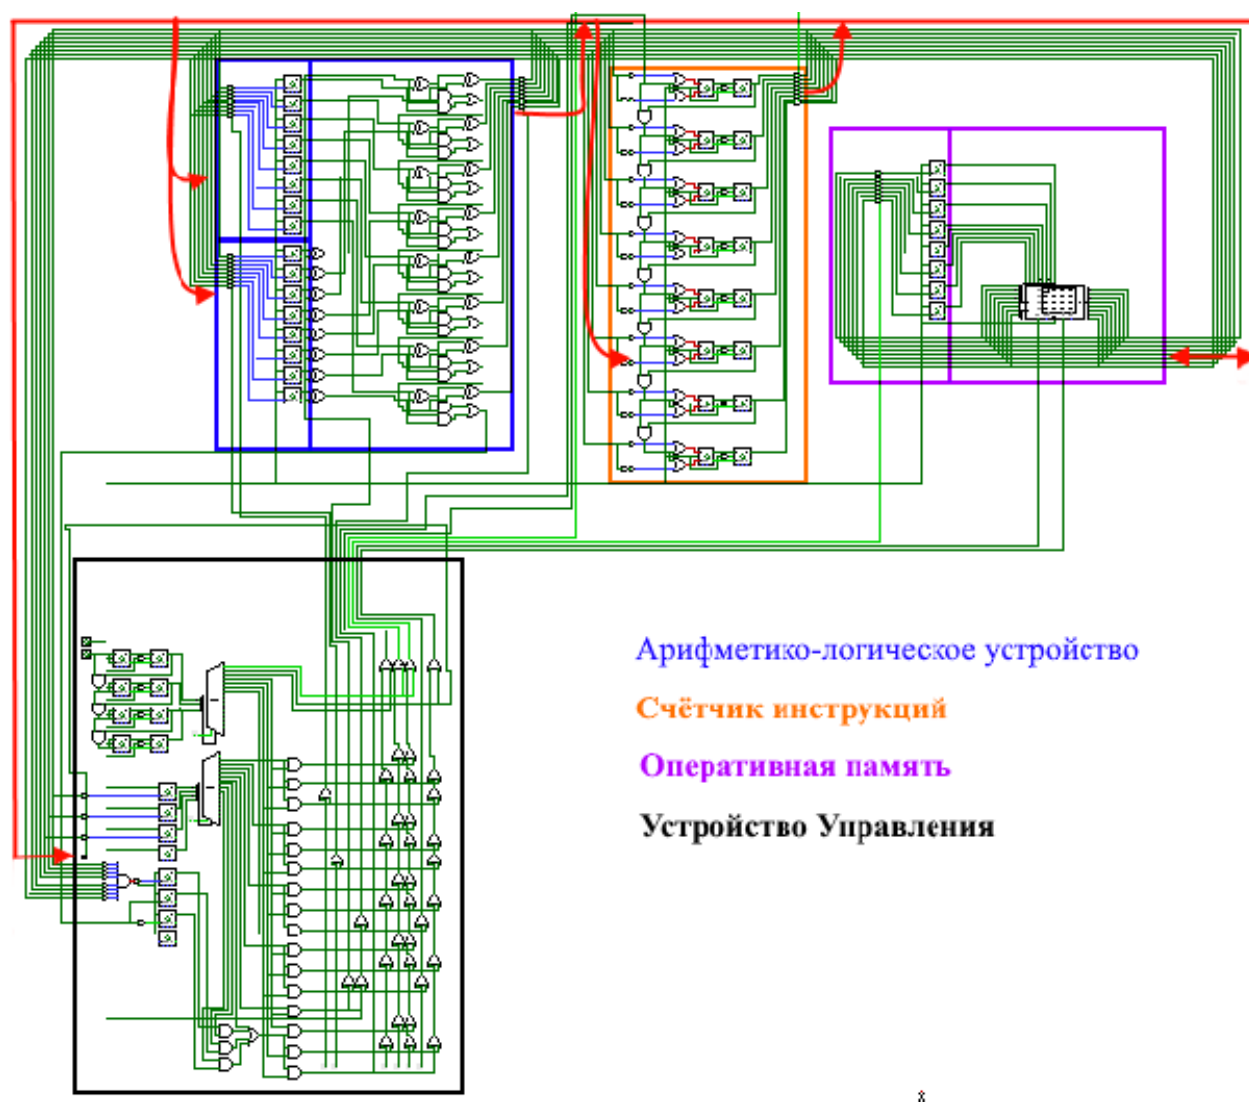 Арифметико-логическое устройство
Счётчик инструкций
Оперативная память
Устройство Управления